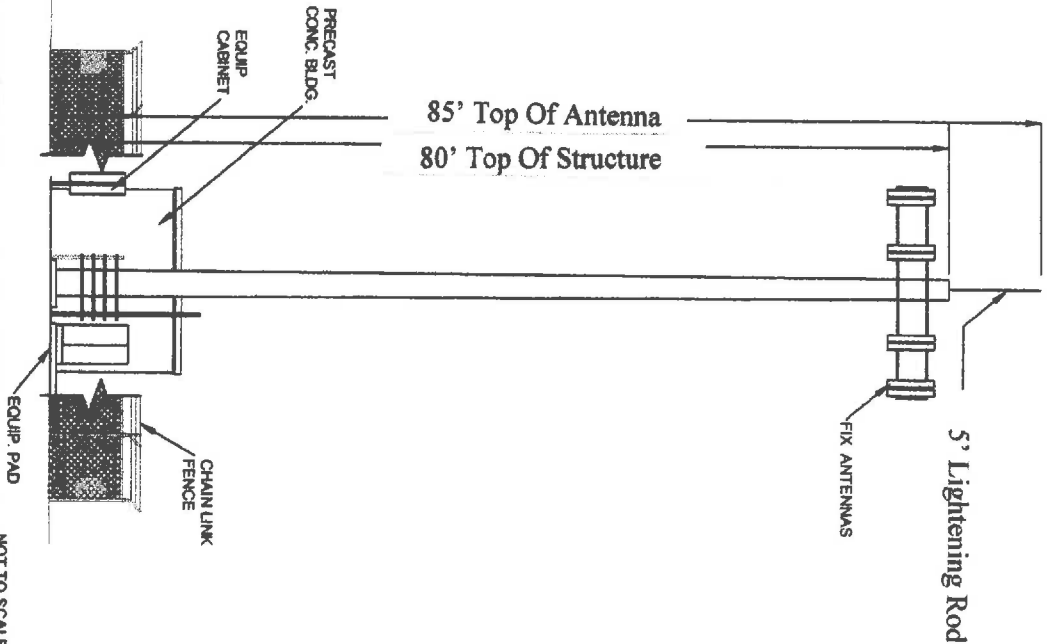 85' Top Of Antenna
80' Top Of Structure
PRECAST
CONC. BLDG.
EQUIP
CABINET
5' Lightening Rod
FIX ANTENNAS
CHAIN LINK
FENCE
EQUIP. PAD
NOT TO SCALE